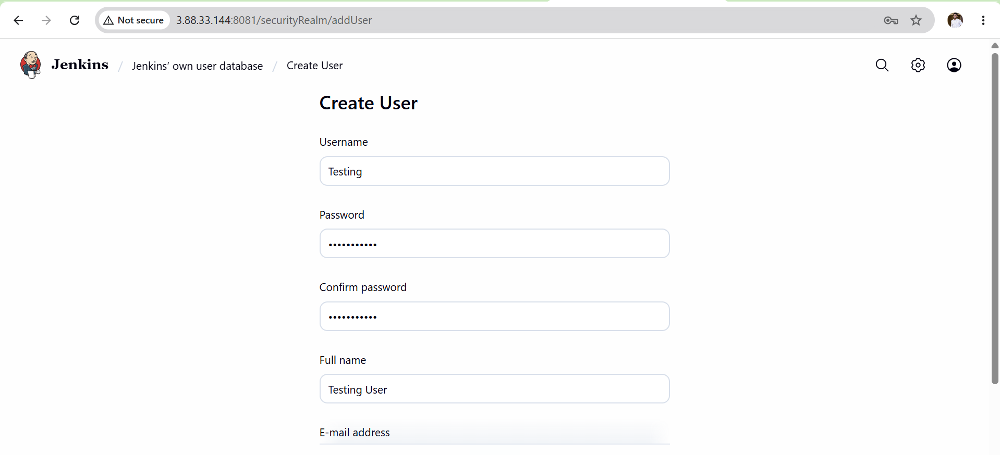 Not secure 3.88.33.144:8081/securityRealm/addUser
Jenkins / Jenkins' own user database / Create User
Create User
Username
Testing
Password
•••••••••••
Confirm password
•••••••••••
Full name
Testing User
E-mail address